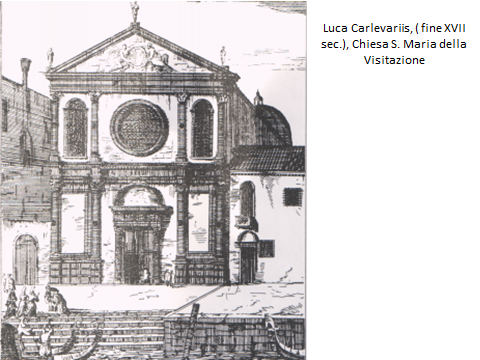 Luca Carlevariis, ( fine XVII
sec.), Chiesa S. Maria della
Visitazione